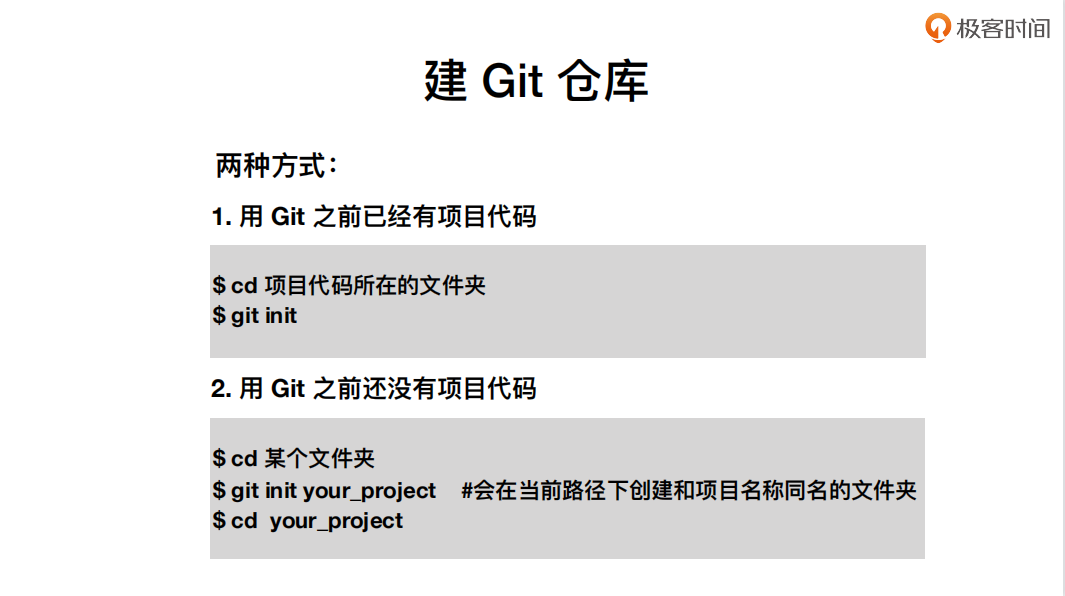 极客时间
建 Git 仓库
两种方式：
1. 用 Git 之前已经有项目代码
$ cd 项目代码所在的文件夹
$ git init
2. 用 Git 之前还没有项目代码
$ cd 某个文件夹
$ git init your_project #会在当前路径下创建和项目名称同名的文件夹
$ cd your_project